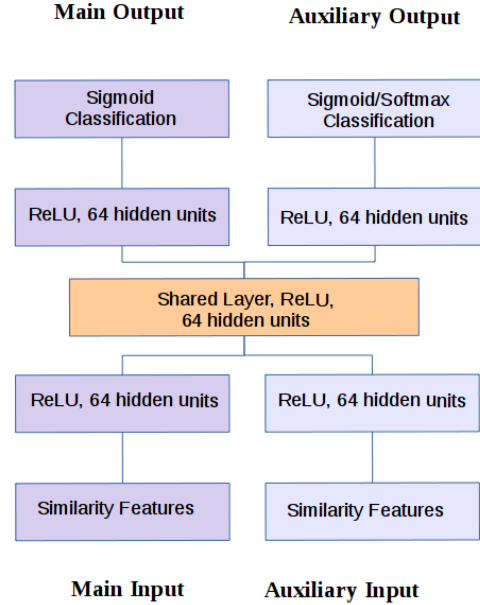 Main Output
Auxiliary Output
Sigmoid
Classification
Sigmoid/Softmax
Classification
ReLU, 64 hidden units
ReLU, 64 hidden units
Shared Layer, ReLU,
64 hidden units
ReLU, 64 hidden units
ReLU, 64 hidden units
Similarity Features
Similarity Features
Main Input
Auxiliary Input